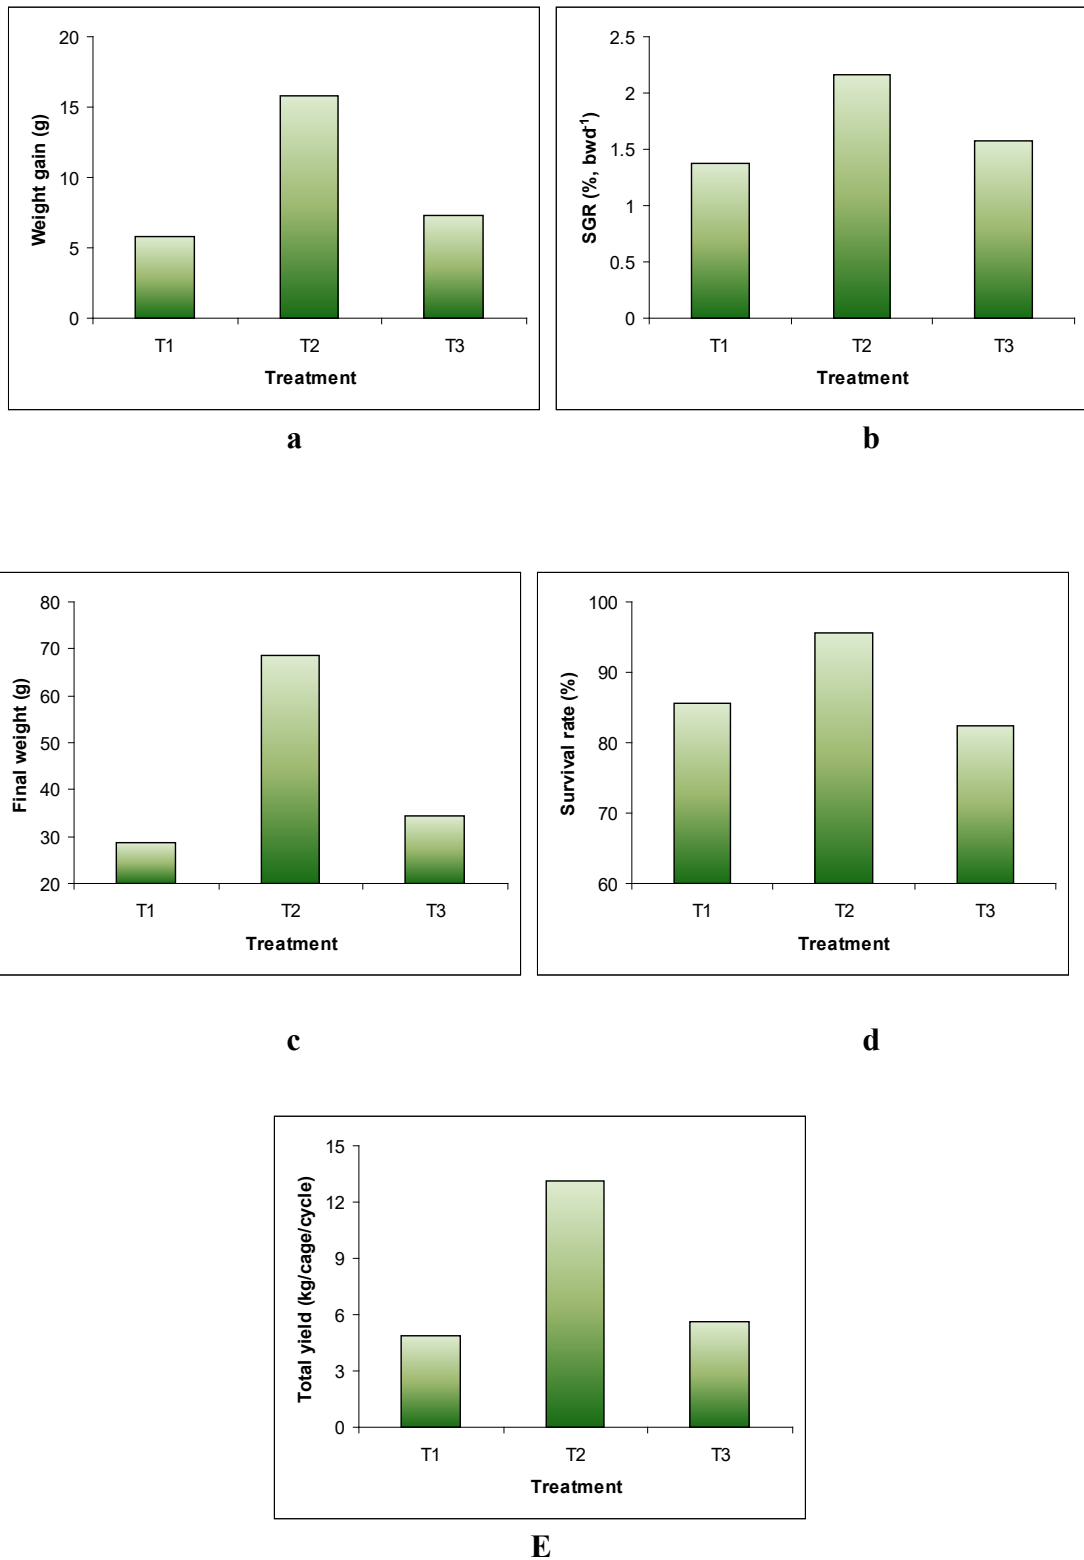 20
15
10
5
0
Weight gain (g)
T1 T2 T3
Treatment
a
2.5
2
1.5
1
0.5
0
SGR (%, bwd-1)
T1 T2 T3
Treatment
b
80
70
60
50
40
30
20
Final weight (g)
T1 T2 T3
Treatment
c
100
90
80
70
60
Survival rate (%)
T1 T2 T3
Treatment
d
15
12
9
6
3
0
Total yield (kg/cage/cycle)
T1 T2 T3
Treatment
E